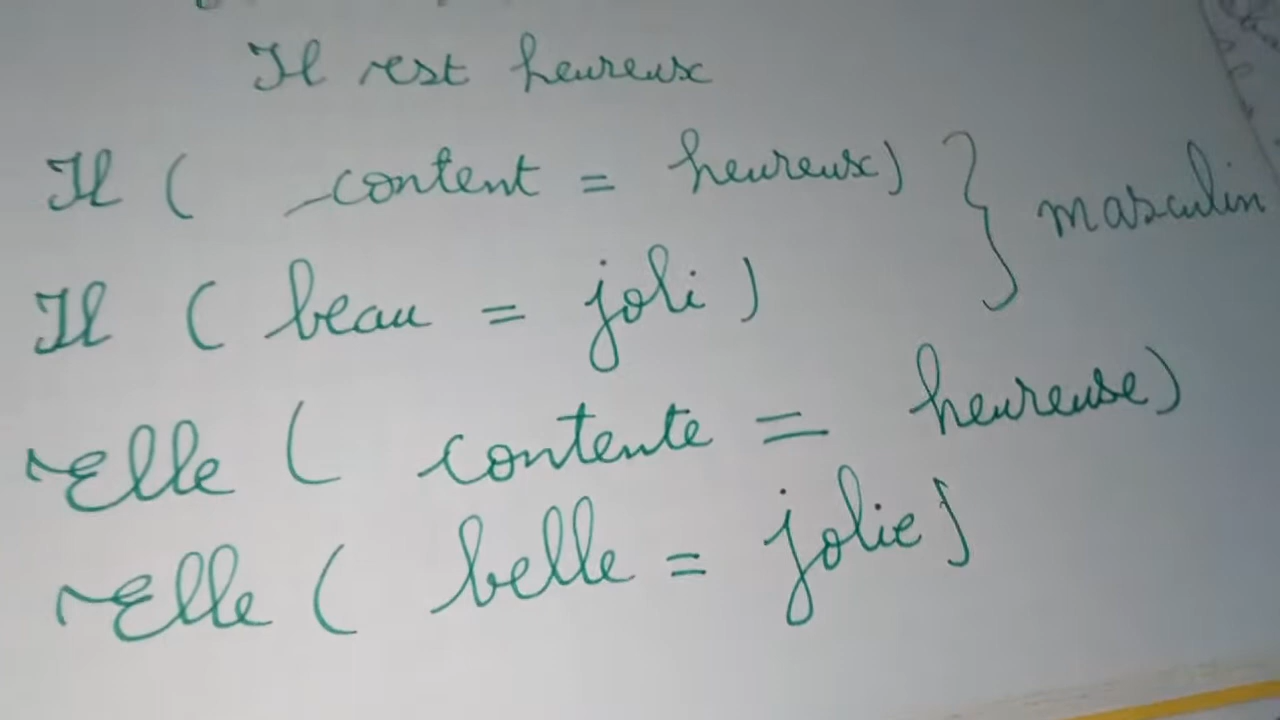 Il est heureux
Il ( content = heureux) } masculin
Il ( beau = joli )
Elle ( contente = heureuse)
Elle ( belle = jolie)